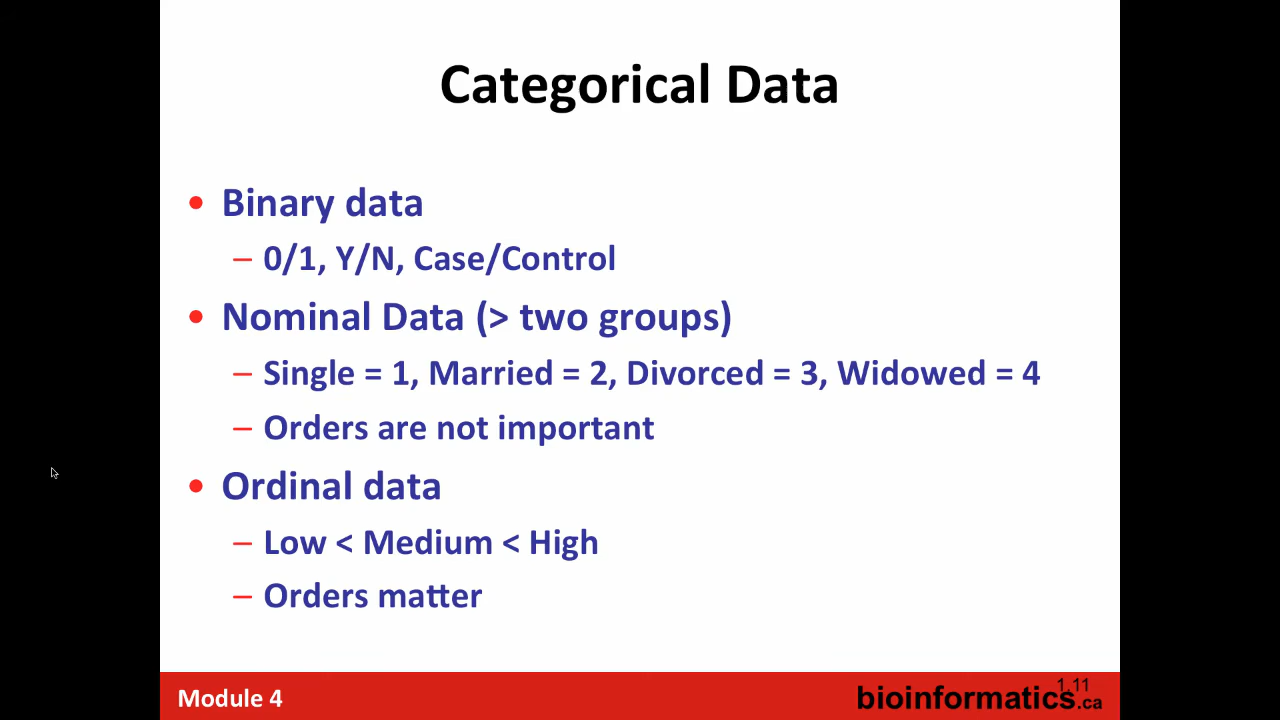 Categorical Data
• Binary data
– 0/1, Y/N, Case/Control
• Nominal Data (> two groups)
– Single = 1, Married = 2, Divorced = 3, Widowed = 4
– Orders are not important
• Ordinal data
– Low < Medium < High
– Orders matter
Module 4
1.11
bioinformatics.ca